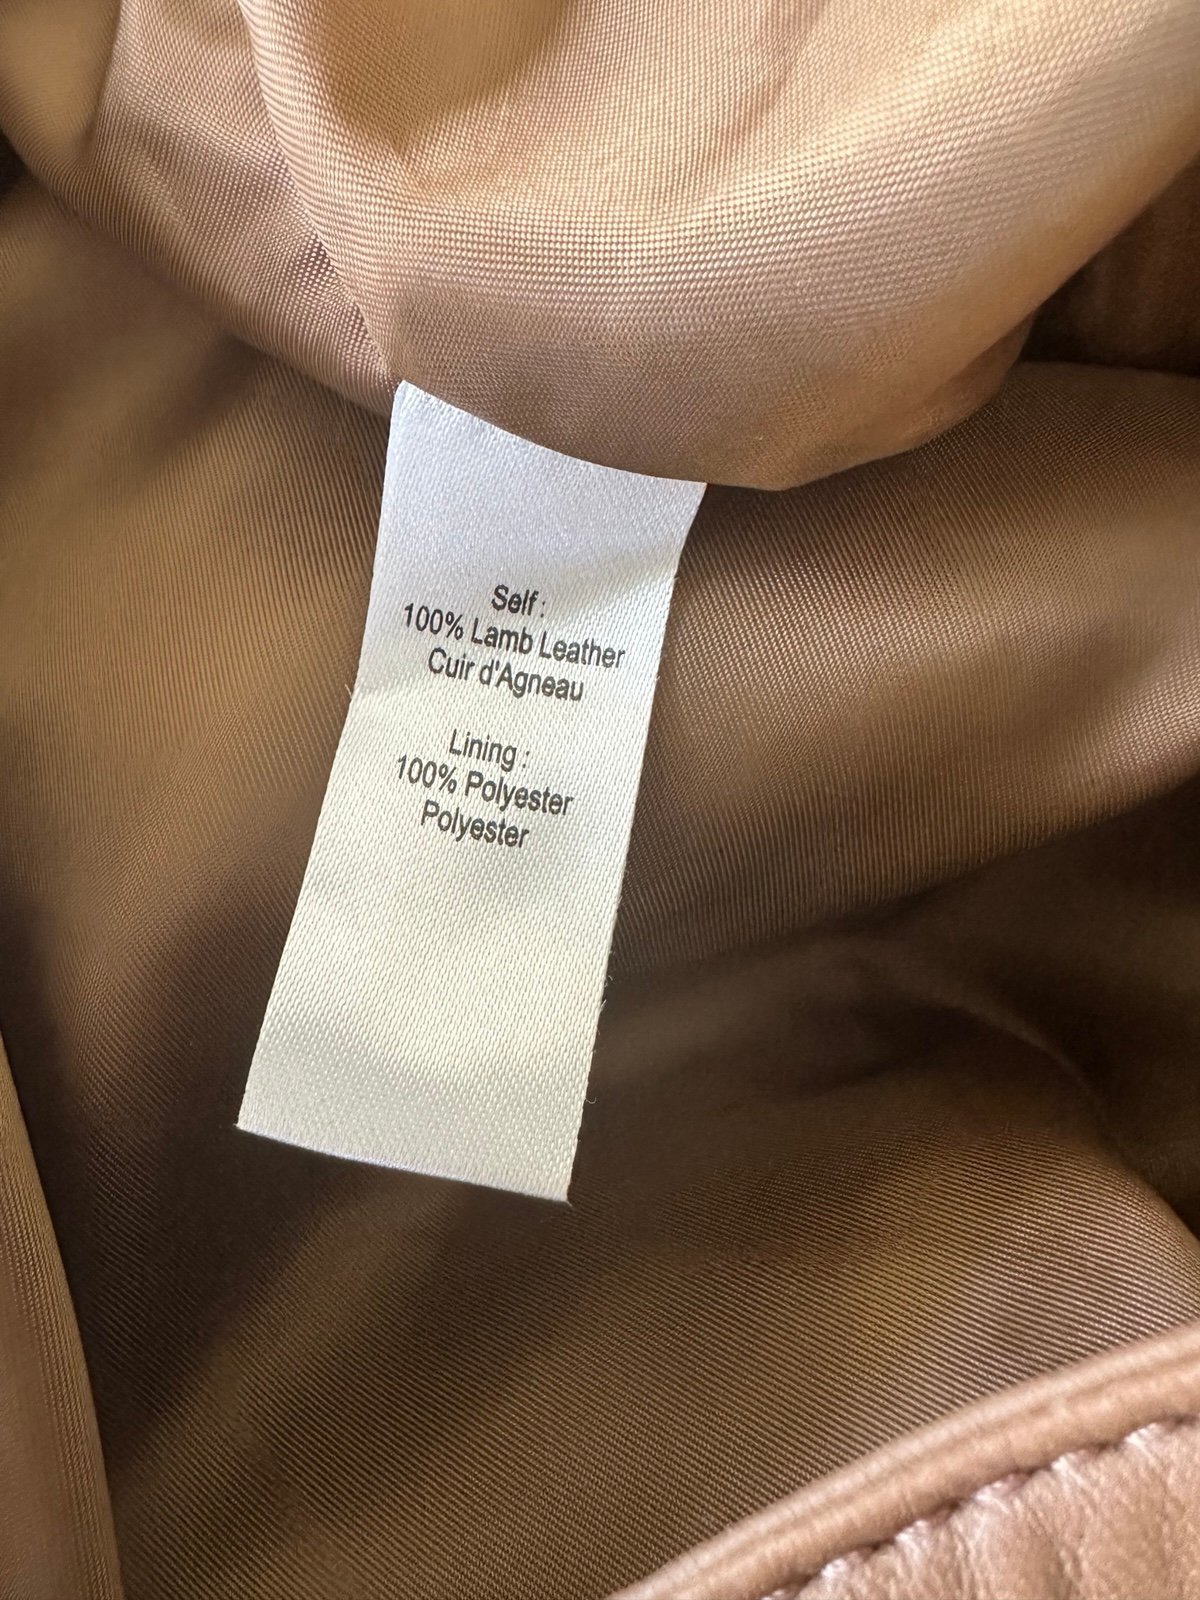 Self :
100% Lamb Leather
Cuir d'Agneau
Lining :
100% Polyester
Polyester